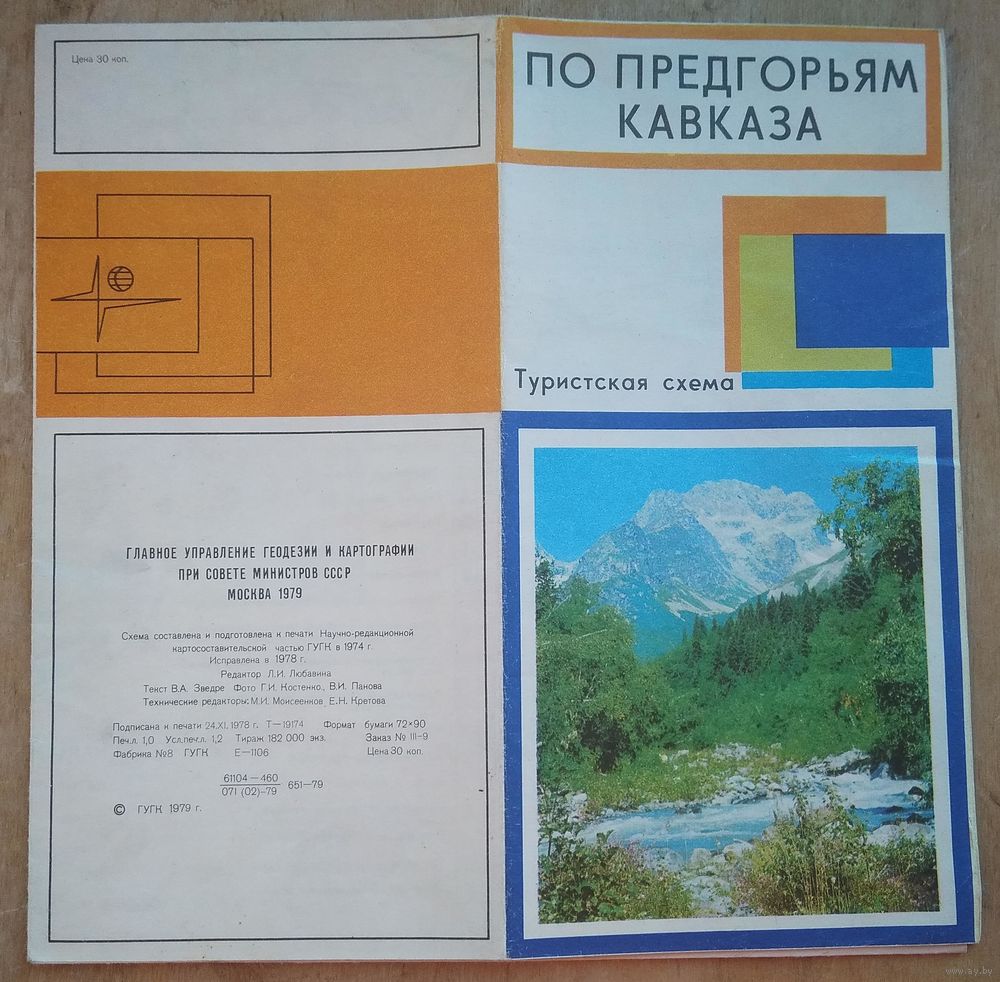 Цена 30 коп.
ПО ПРЕДГОРЬЯМ
КАВКАЗА
Туристская схема
ГЛАВНОЕ УПРАВЛЕНИЕ ГЕОДЕЗИИ И КАРТОГРАФИИ
ПРИ СОВЕТЕ МИНИСТРОВ СССР
МОСКВА 1979
Схема составлена и подготовлена к печати Научно-редакционной
картосоставительской частью ГУГК в 1974 г.
Исправлена в 1978 г.
Редактор Л.И. Любавина
Текст В.А. Зведре Фото Г.И. Костенко, В.И. Панова
Технические редакторы: М.И. Моисеенков, Е.Н. Кретова
Подписана к печати 24.XI.1978 г. Т—19174 Формат бумаги 72×90
Печ.л. 1,0 Усл.печ.л. 1,2 Тираж 182 000 экз. Заказ № III-9
Фабрика №8 ГУГК Е—1106 Цена 30 коп.
61104—460
071 (02)—79 651—79
© ГУГК 1979 г.
www.ay.by